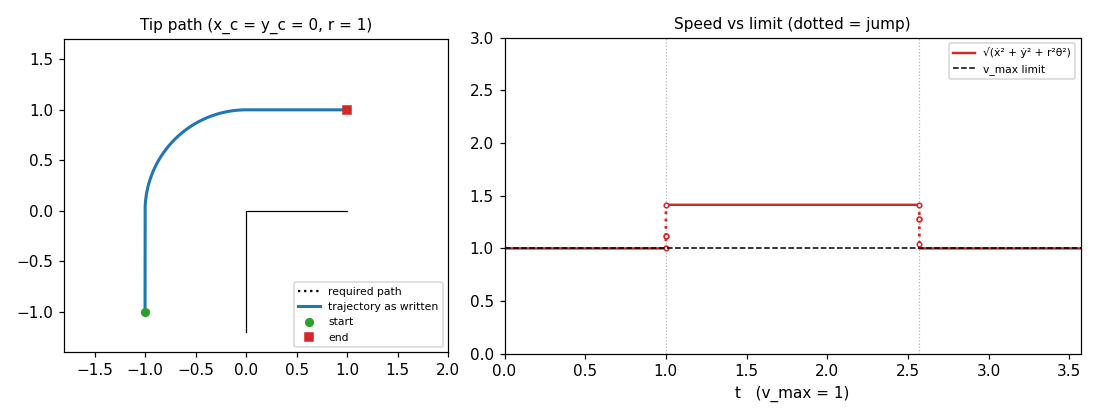 Tip path (x_c = y_c = 0, r = 1)
1.5
1.0
0.5
0.0
−0.5
−1.0
−1.5 −1.0 −0.5 0.0 0.5 1.0 1.5 2.0
required path
trajectory as written
start
end
Speed vs limit (dotted = jump)
3.0
2.5
2.0
1.5
1.0
0.5
0.0
0.0 0.5 1.0 1.5 2.0 2.5 3.0 3.5
t (v_max = 1)
√(ẋ² + ẏ² + r²θ̇²)
v_max limit